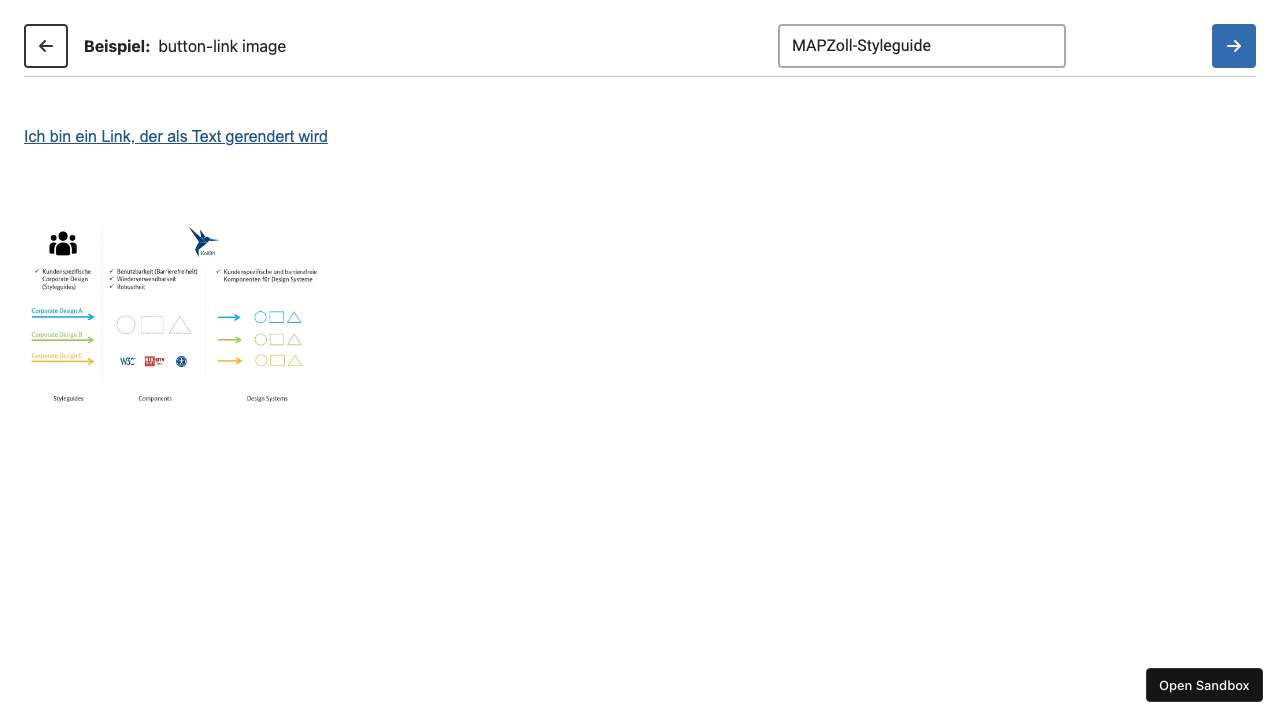 Beispiel: button-link image
MAPZoll-Styleguide
Ich bin ein Link, der als Text gerendert wird
KoliBri
✓ Kundenspezifische
Corporate Design
(Styleguides)
✓ Benutzbarkeit (Barrierefreiheit)
✓ Wiederverwendbarkeit
✓ Robustheit
✓ Kundenspezifische und barrierefreie
Komponenten für Design Systeme
Corporate Design A
Corporate Design B
Corporate Design C
W3C
BITV
Styleguides
Components
Design Systems
Open Sandbox